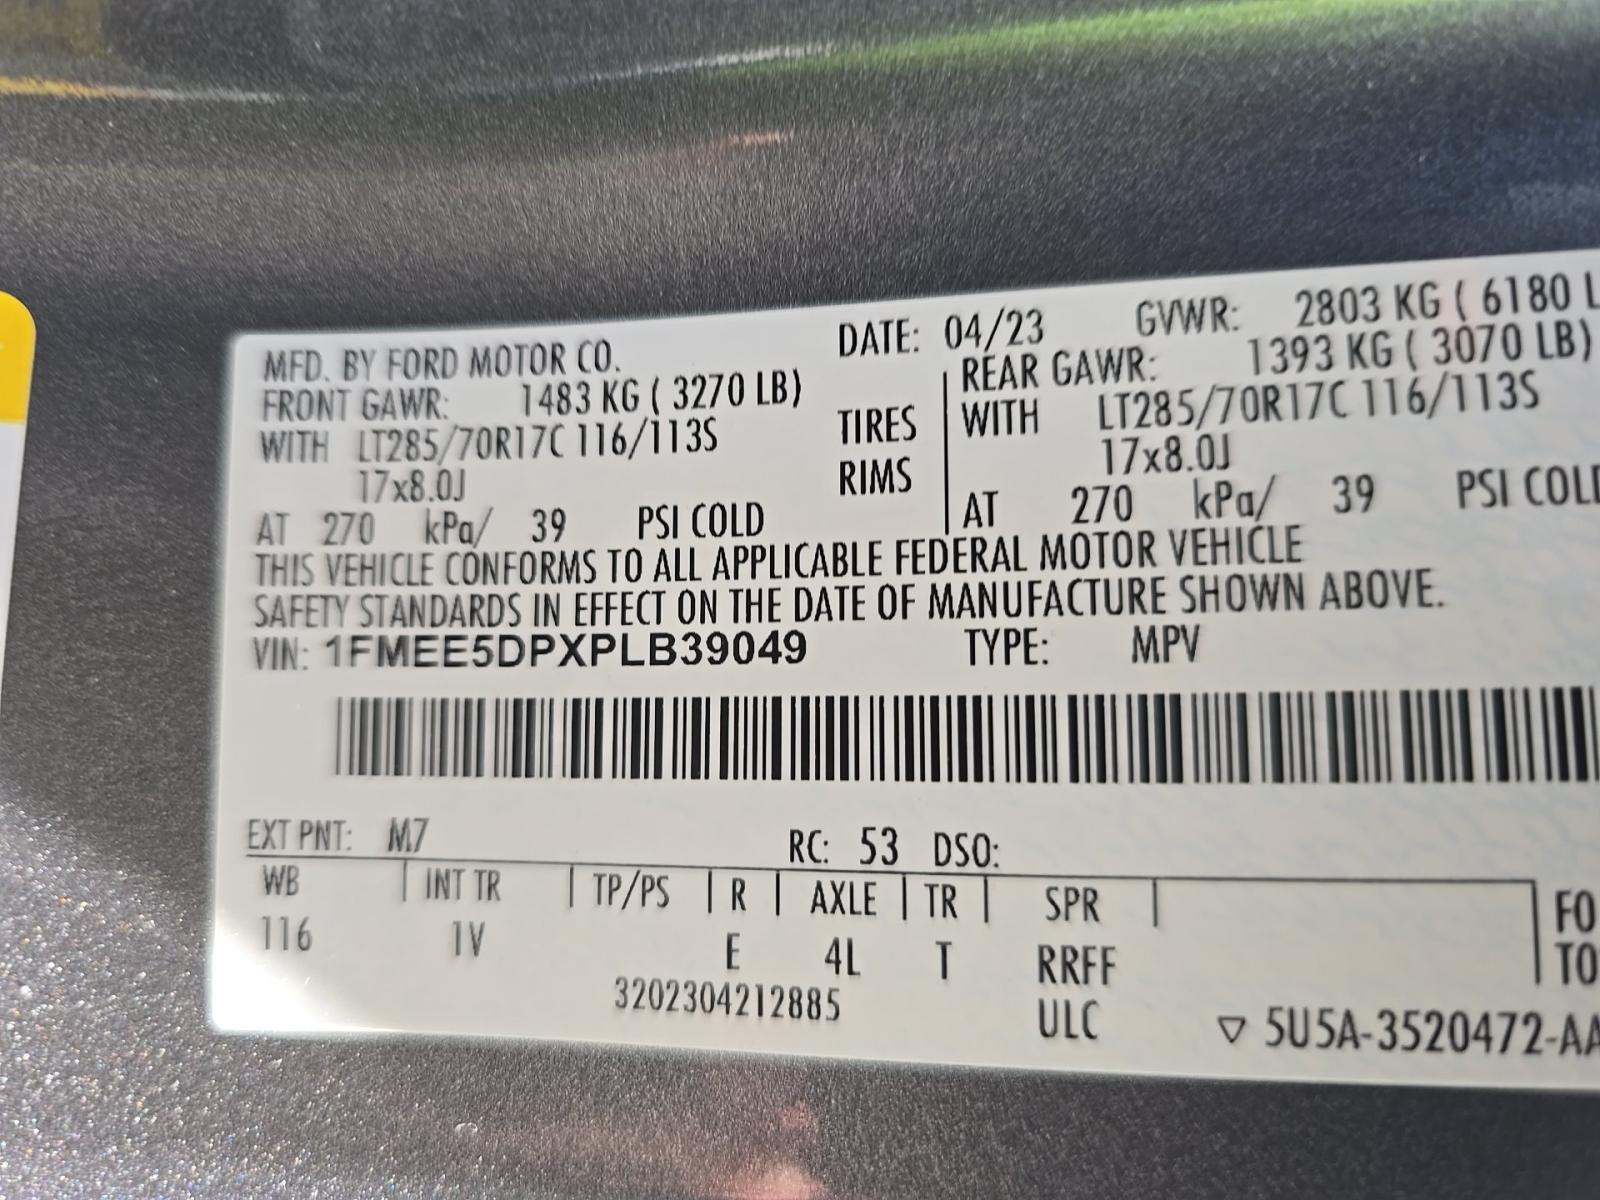 DATE: 04/23 GVWR: 2803 KG ( 6180 L
MFD. BY FORD MOTOR CO.
FRONT GAWR: 1483 KG ( 3270 LB) REAR GAWR: 1393 KG ( 3070 LB)
WITH LT285/70R17C 116/113S TIRES WITH LT285/70R17C 116/113S
17x8.0J RIMS 17x8.0J
AT 270 kPa/ 39 PSI COLD AT 270 kPa/ 39 PSI COLD
THIS VEHICLE CONFORMS TO ALL APPLICABLE FEDERAL MOTOR VEHICLE
SAFETY STANDARDS IN EFFECT ON THE DATE OF MANUFACTURE SHOWN ABOVE.
VIN: 1FMEE5DPXPLB39049 TYPE: MPV
EXT PNT: M7 RC: 53 DSO:
WB | INT TR | TP/PS | R | AXLE | TR | SPR | FO
116 1V E 4L T RRFF TO
3202304212885 ULC ▽ 5U5A-3520472-AA